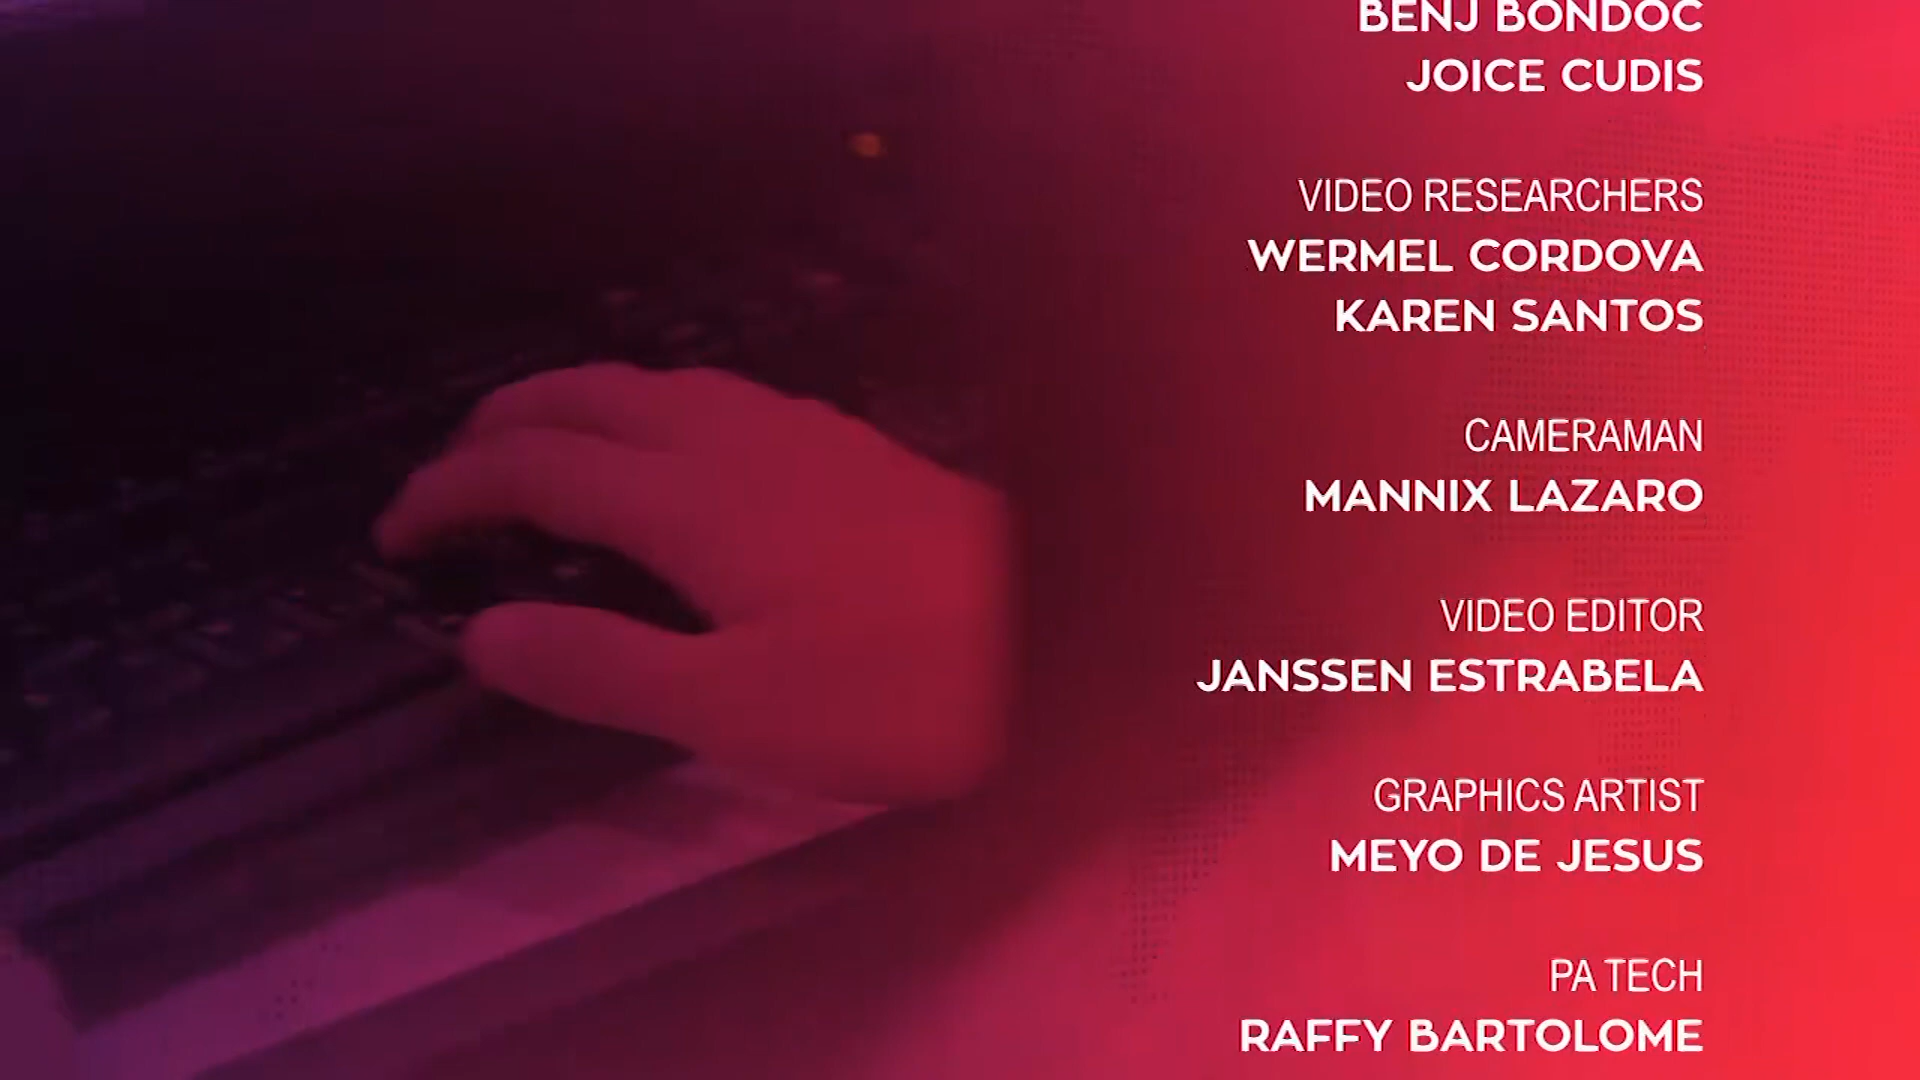 BENJ BONDOC
JOICE CUDIS
VIDEO RESEARCHERS
WERMEL CORDOVA
KAREN SANTOS
CAMERAMAN
MANNIX LAZARO
VIDEO EDITOR
JANSSEN ESTRABELA
GRAPHICS ARTIST
MEYO DE JESUS
PA TECH
RAFFY BARTOLOME